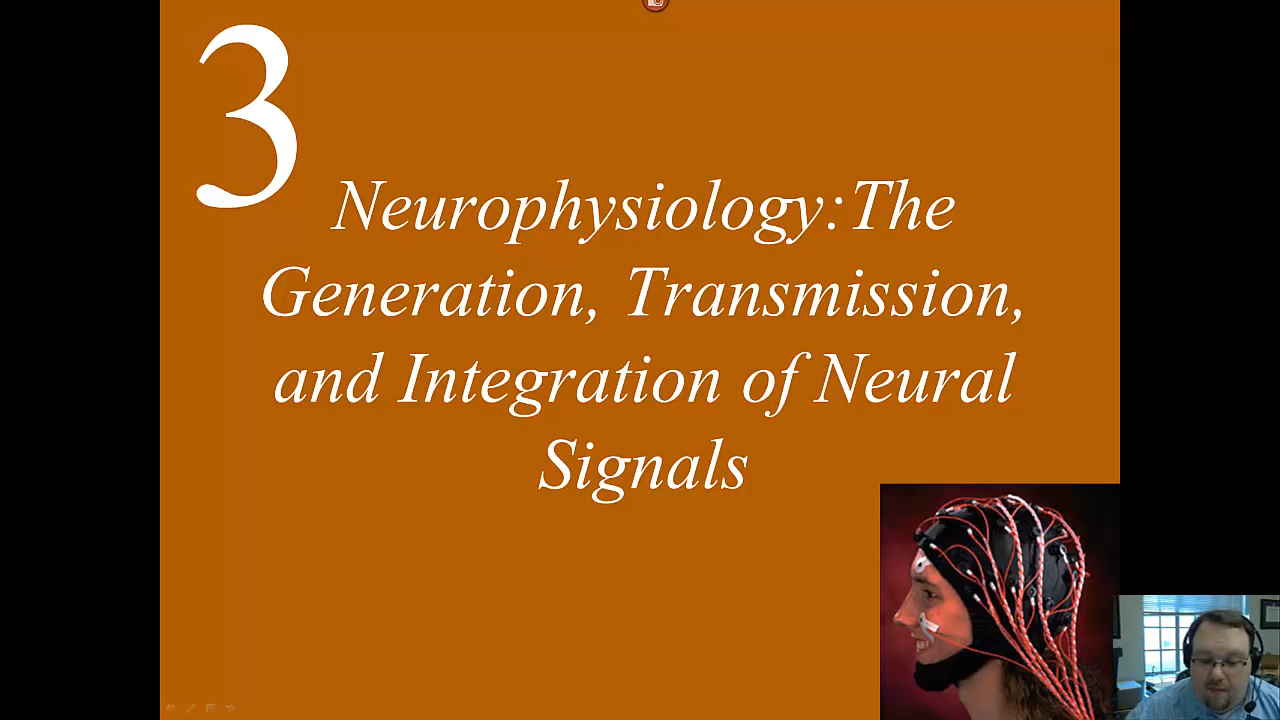 3
Neurophysiology:The
Generation, Transmission,
and Integration of Neural
Signals